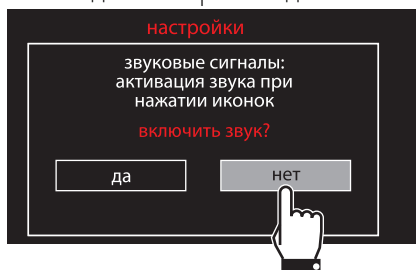 настройки
звуковые сигналы:
активация звука при
нажатии иконок
включить звук?
да
нет